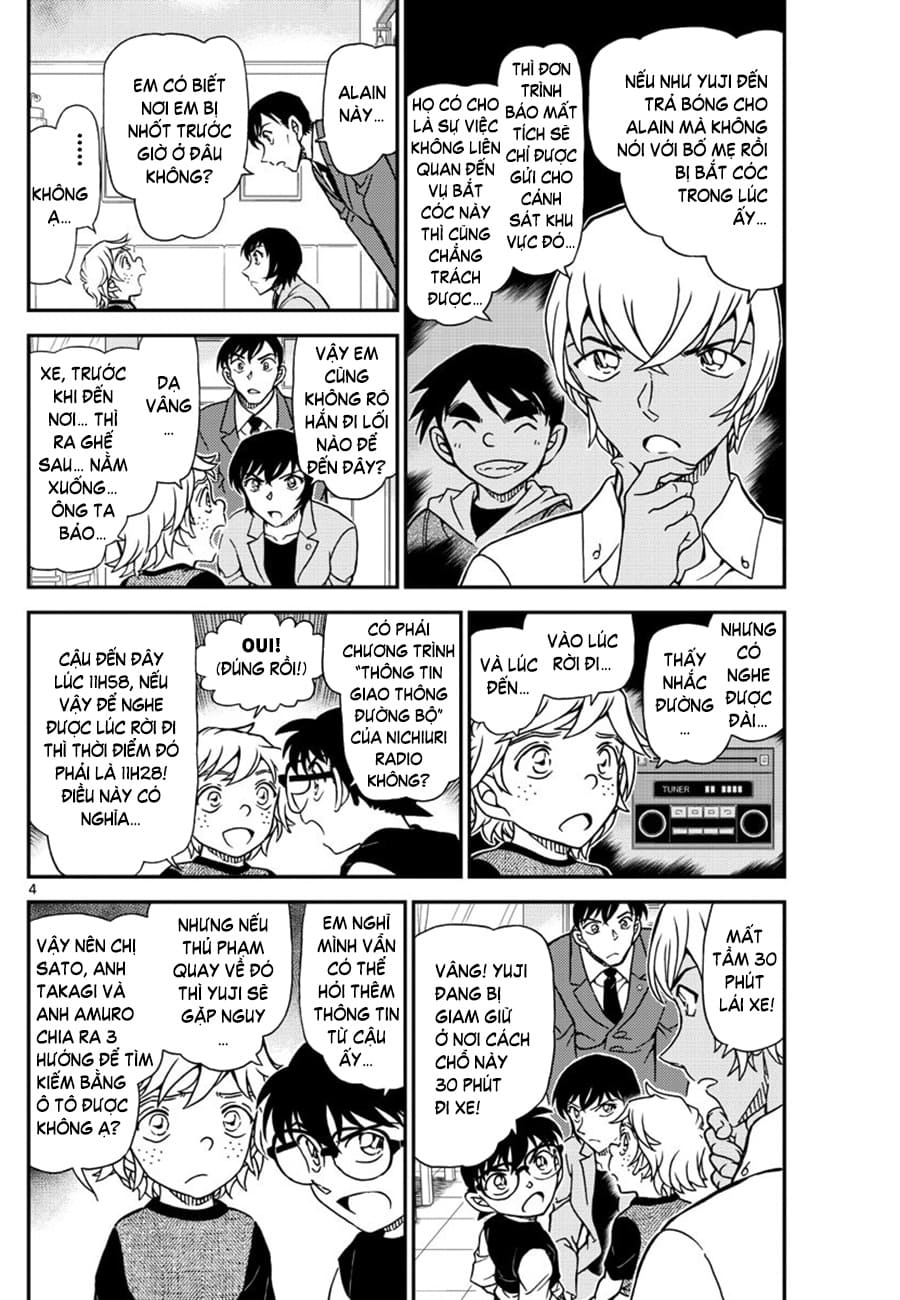 NẾU NHƯ YUJI ĐẾN
TRẢ BÓNG CHO
ALAIN MÀ KHÔNG
NÓI VỚI BỐ MẸ RỒI
BỊ BẮT CÓC
TRONG LÚC
ẤY...
THÌ ĐƠN
TRÌNH
BÁO MẤT
TÍCH SẼ
CHỈ ĐƯỢC
GỬI CHO
CẢNH
SÁT KHU
VỰC ĐÓ...
HỌ CÓ CHO
LÀ SỰ VIỆC
KHÔNG LIÊN
QUAN ĐẾN
VỤ BẮT
CÓC NÀY
THÌ CŨNG
CHẲNG
TRÁCH
ĐƯỢC...
ALAIN
NÀY...
EM CÓ BIẾT
NƠI EM BỊ
NHỐT TRƯỚC
GIỜ Ở ĐÂU
KHÔNG?
......
KHÔNG
Ạ...
VẬY EM
CŨNG
KHÔNG RÕ
HẮN ĐI LỐI
NÀO ĐỂ
ĐẾN ĐÂY?
DẠ
VÂNG
...
XE, TRƯỚC
KHI ĐẾN
NƠI... THÌ
RA GHẾ
SAU... NẰM
XUỐNG...
ÔNG TA
BẢO...
NHƯNG
CÓ
NGHE
ĐƯỢC
ĐÀI...
THẤY
NHẮC
ĐƯỜNG
...
VÀO LÚC
RỜI ĐI...
VÀ LÚC
ĐẾN...
TUNER
CÓ PHẢI
CHƯƠNG TRÌNH
"THÔNG TIN
GIAO THÔNG
ĐƯỜNG BỘ"
CỦA NICHIURI
RADIO
KHÔNG?
OUI!
(ĐÚNG RỒI!)
CẬU ĐẾN ĐÂY
LÚC 11H58, NẾU
VẬY ĐỂ NGHE
ĐƯỢC LÚC RỜI ĐI
THÌ THỜI ĐIỂM ĐÓ
PHẢI LÀ 11H28!
ĐIỀU NÀY CÓ
NGHĨA...
4
MẤT
TẦM 30
PHÚT
LÁI XE!
VÂNG! YUJI
ĐANG BỊ
GIAM GIỮ
Ở NƠI CÁCH
CHỔ NÀY
30 PHÚT
ĐI XE!
EM NGHĨ
MÌNH VẪN
CÓ THỂ
HỎI THÊM
THÔNG TIN
TỪ CẬU
ẤY...
NHƯNG NẾU
THỦ PHẠM
QUAY VỀ ĐÓ
THÌ YUJI SẼ
GẶP NGUY
...
VẬY NÊN CHỊ
SATO, ANH
TAKAGI VÀ
ANH AMURO
CHIA RA 3
HƯỚNG ĐỂ TÌM
KIẾM BẰNG
Ô TÔ ĐƯỢC
KHÔNG Ạ?